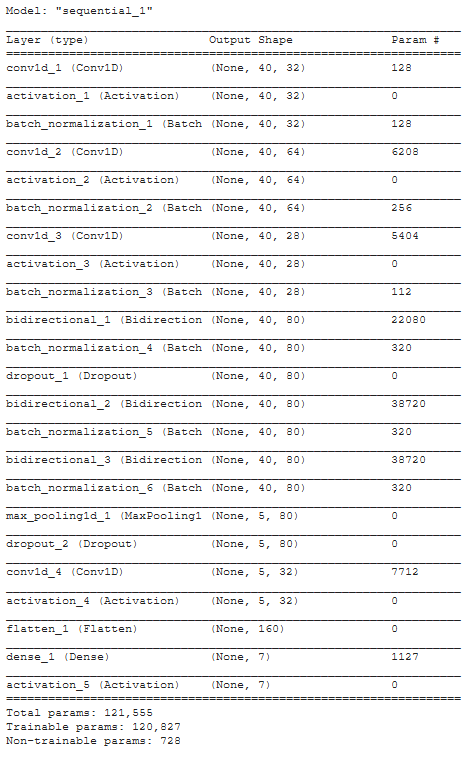 Model: "sequential_1"
Layer (type) Output Shape Param #
conv1d_1 (Conv1D) (None, 40, 32) 128
activation_1 (Activation) (None, 40, 32) 0
batch_normalization_1 (Batch (None, 40, 32) 128
conv1d_2 (Conv1D) (None, 40, 64) 6208
activation_2 (Activation) (None, 40, 64) 0
batch_normalization_2 (Batch (None, 40, 64) 256
conv1d_3 (Conv1D) (None, 40, 28) 5404
activation_3 (Activation) (None, 40, 28) 0
batch_normalization_3 (Batch (None, 40, 28) 112
bidirectional_1 (Bidirection (None, 40, 80) 22080
batch_normalization_4 (Batch (None, 40, 80) 320
dropout_1 (Dropout) (None, 40, 80) 0
bidirectional_2 (Bidirection (None, 40, 80) 38720
batch_normalization_5 (Batch (None, 40, 80) 320
bidirectional_3 (Bidirection (None, 40, 80) 38720
batch_normalization_6 (Batch (None, 40, 80) 320
max_pooling1d_1 (MaxPooling1 (None, 5, 80) 0
dropout_2 (Dropout) (None, 5, 80) 0
conv1d_4 (Conv1D) (None, 5, 32) 7712
activation_4 (Activation) (None, 5, 32) 0
flatten_1 (Flatten) (None, 160) 0
dense_1 (Dense) (None, 7) 1127
activation_5 (Activation) (None, 7) 0
Total params: 121,555
Trainable params: 120,827
Non-trainable params: 728